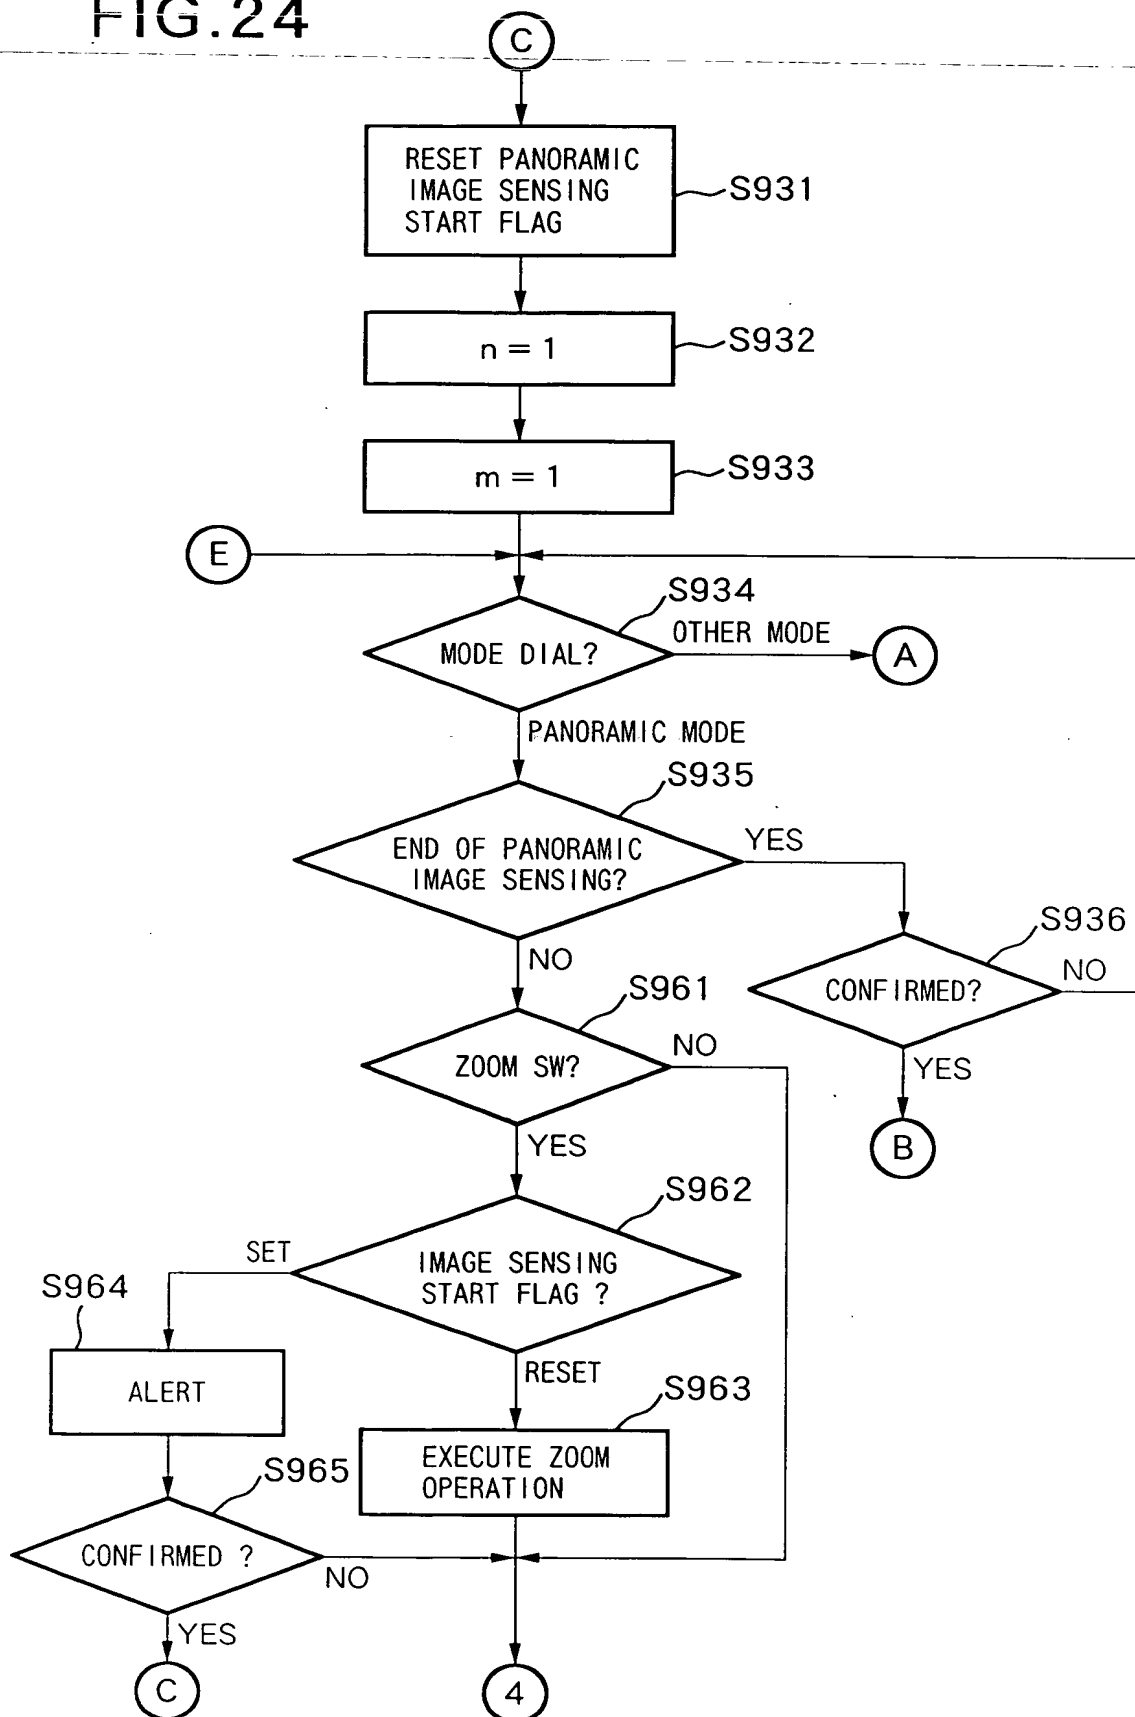 FIG.24
C
RESET PANORAMIC
IMAGE SENSING
START FLAG
S931
n = 1
S932
m = 1
S933
E
S934
MODE DIAL?
OTHER MODE
A
PANORAMIC MODE
S935
END OF PANORAMIC
IMAGE SENSING?
YES
NO
S936
CONFIRMED?
NO
YES
B
S961
ZOOM SW?
NO
YES
S962
IMAGE SENSING
START FLAG ?
SET
RESET
S964
ALERT
S963
EXECUTE ZOOM
OPERATION
S965
CONFIRMED ?
NO
YES
C
4